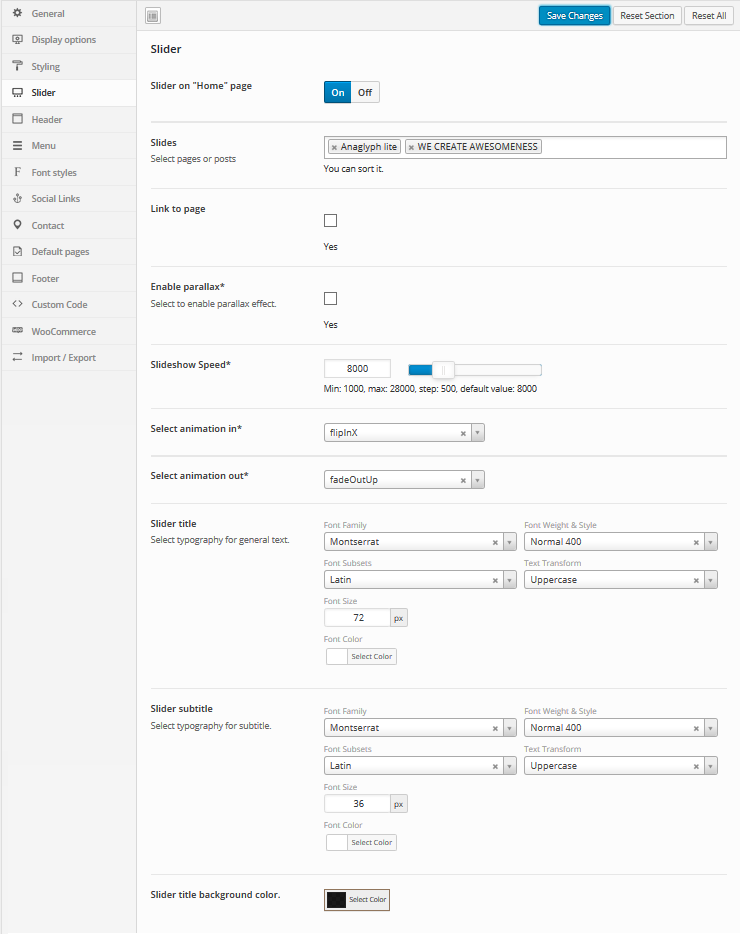 General
Display options
Styling
Slider
Header
Menu
Font styles
Social Links
Contact
Default pages
Footer
Custom Code
WooCommerce
Import / Export
Save Changes Reset Section Reset All
Slider
Slider on "Home" page
On Off
Slides
Select pages or posts
× Anaglyph lite × WE CREATE AWESOMENESS
You can sort it.
Link to page
Yes
Enable parallax*
Select to enable parallax effect.
Yes
Slideshow Speed*
8000
Min: 1000, max: 28000, step: 500, default value: 8000
Select animation in*
flipInX
Select animation out*
fadeOutUp
Slider title
Select typography for general text.
Font Family Font Weight & Style
Montserrat Normal 400
Font Subsets Text Transform
Latin Uppercase
Font Size
72 px
Font Color
Select Color
Slider subtitle
Select typography for subtitle.
Font Family Font Weight & Style
Montserrat Normal 400
Font Subsets Text Transform
Latin Uppercase
Font Size
36 px
Font Color
Select Color
Slider title background color.
Select Color